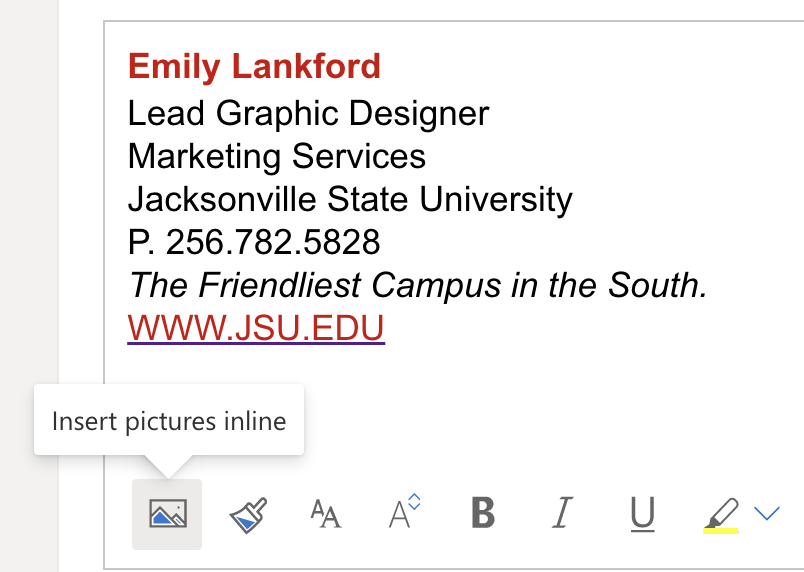 Emily Lankford
Lead Graphic Designer
Marketing Services
Jacksonville State University
P. 256.782.5828
The Friendliest Campus in the South.
WWW.JSU.EDU
Insert pictures inline
AA A B I U